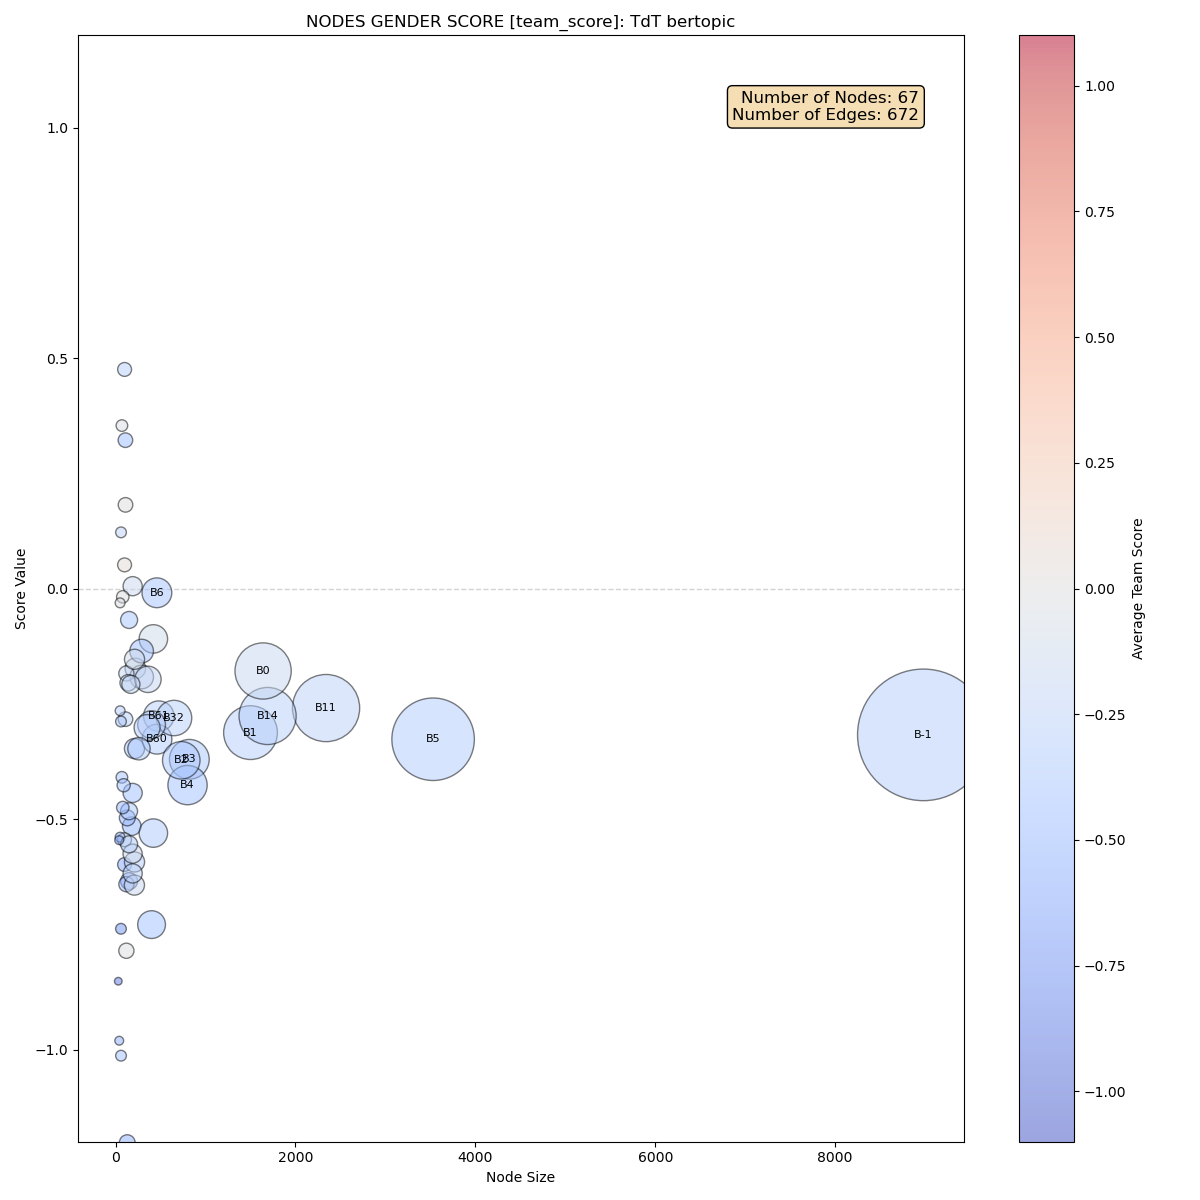 NODES GENDER SCORE [team_score]: TdT bertopic
Number of Nodes: 67
Number of Edges: 672
1.0
0.5
0.0
−0.5
−1.0
Score Value
B6
B0
B11
B14
B1
B5
B-1
B61
B32
B60
B2
B3
B4
0
2000
4000
6000
8000
Node Size
1.00
0.75
0.50
0.25
0.00
−0.25
−0.50
−0.75
−1.00
Average Team Score